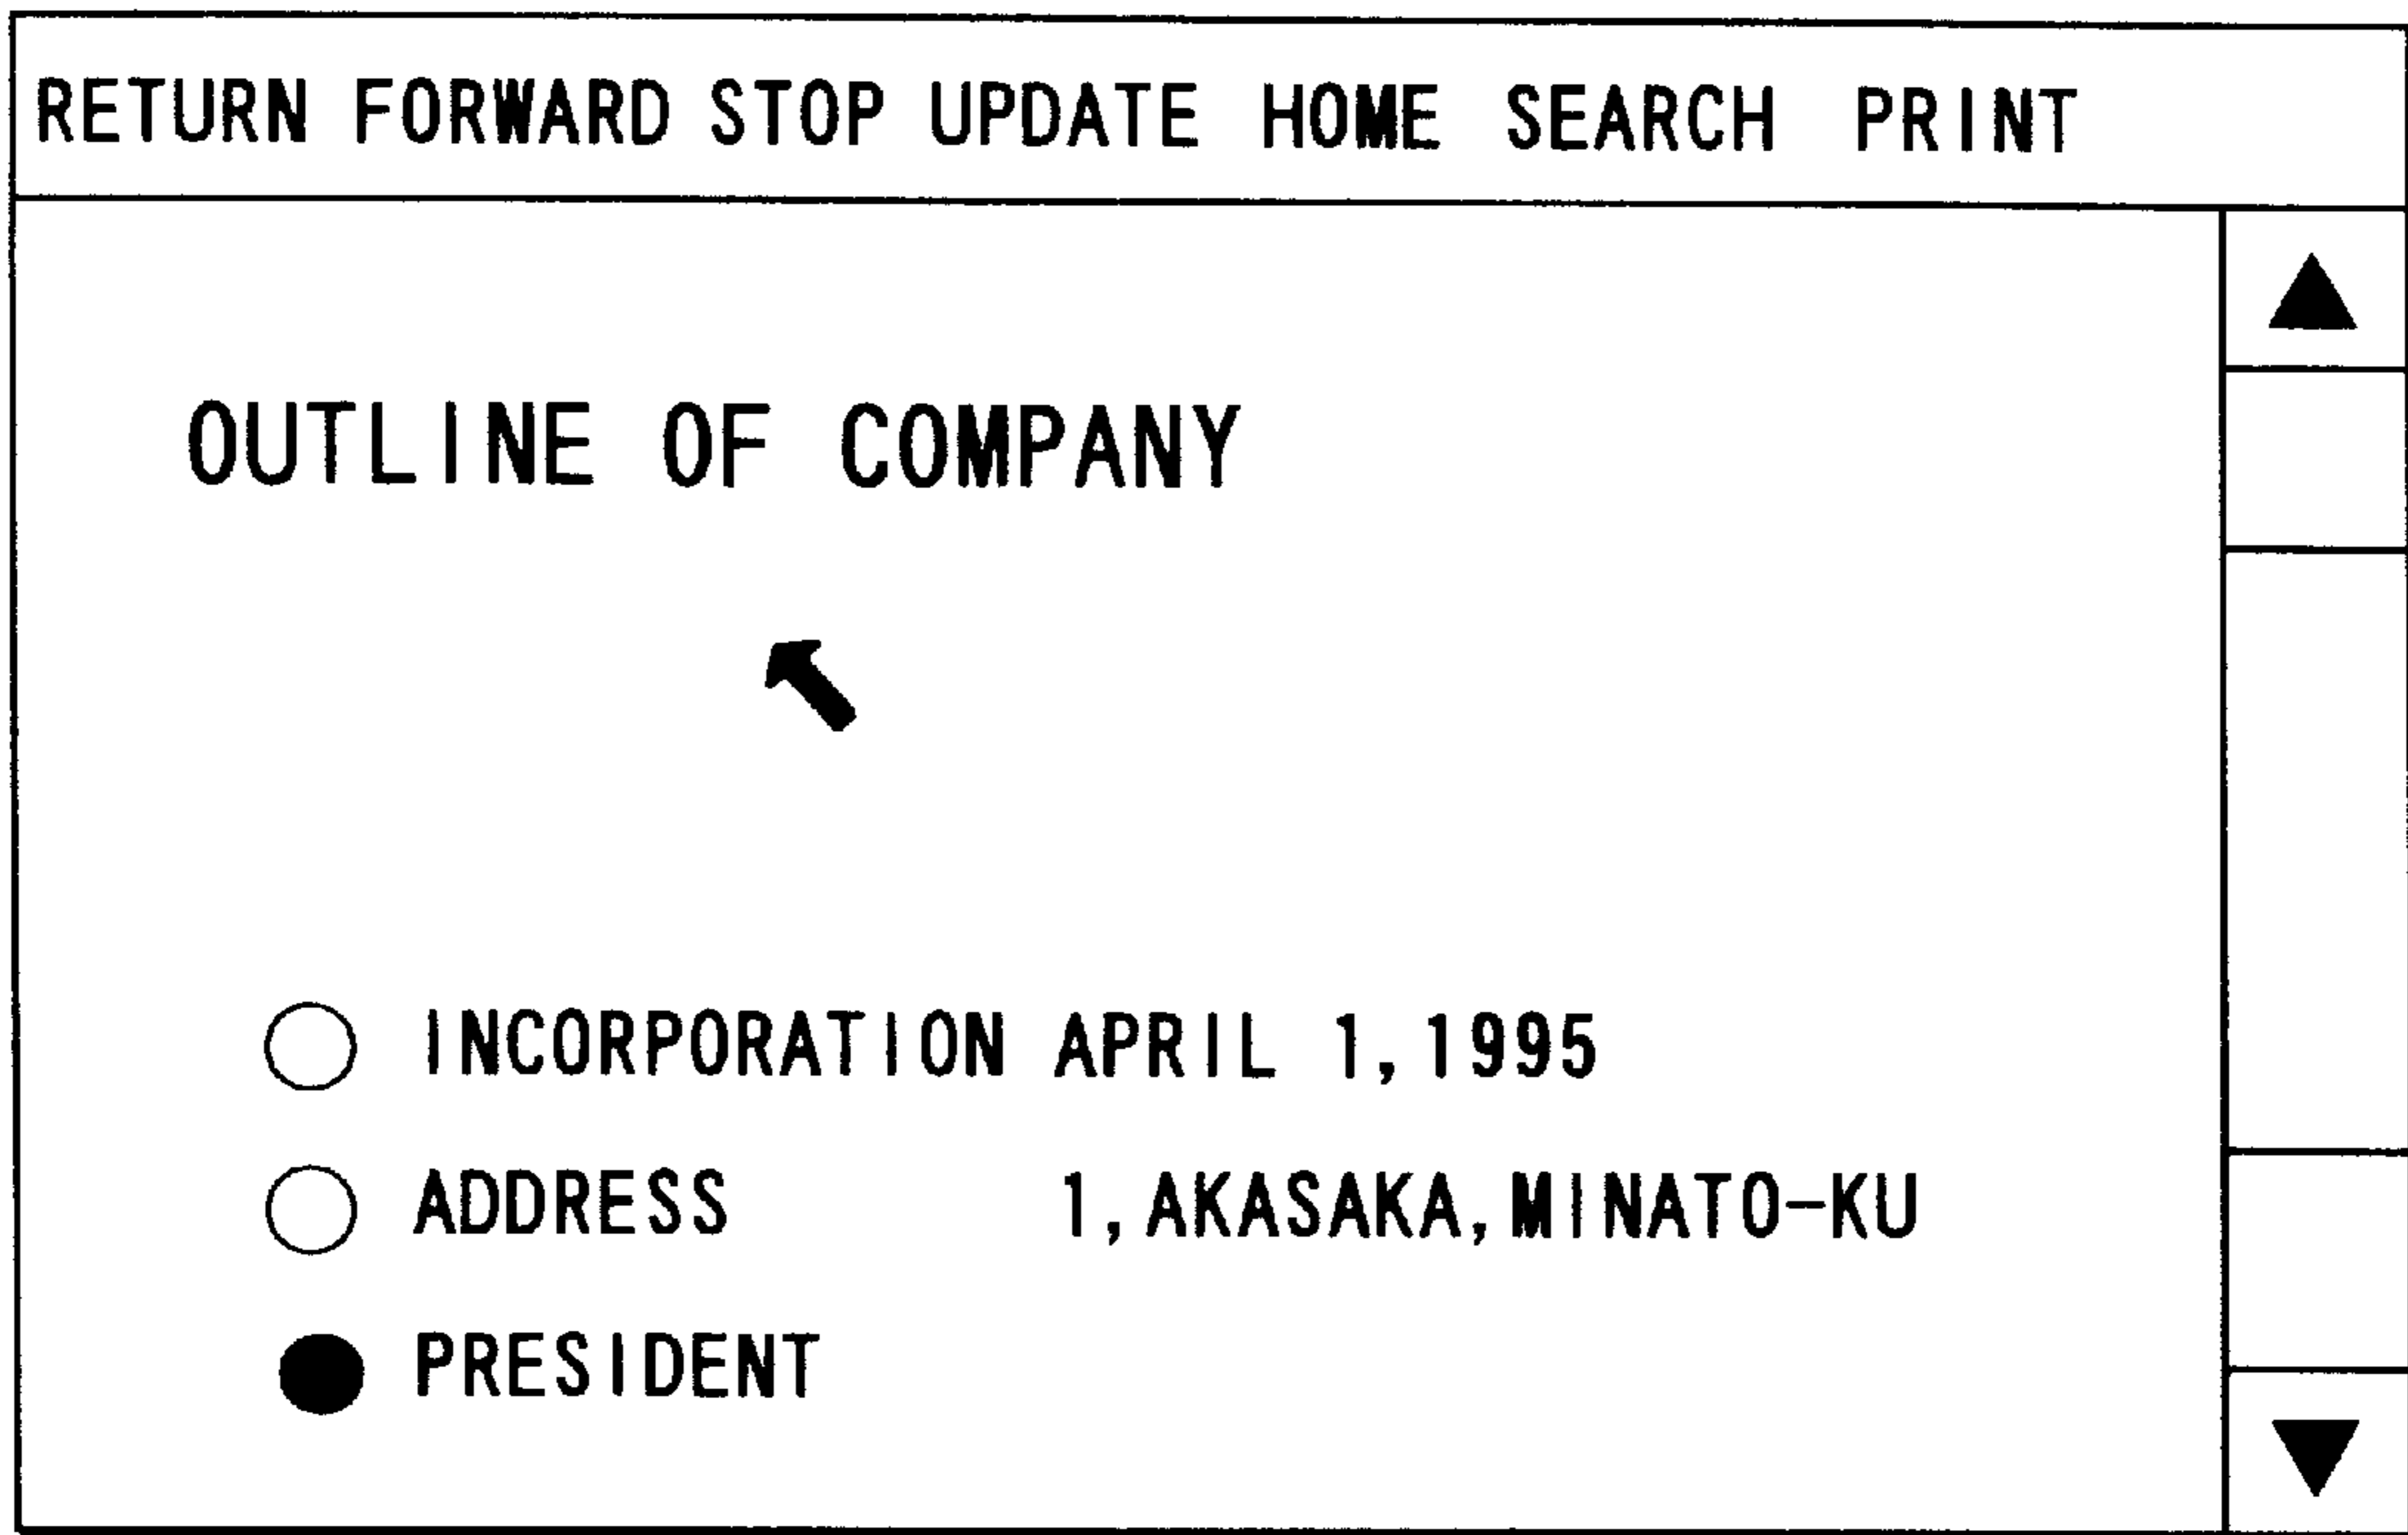 RETURN FORWARD STOP UPDATE HOME SEARCH PRINT
OUTLINE OF COMPANY
INCORPORATION APRIL 1,1995
ADDRESS 1,AKASAKA,MINATO-KU
PRESIDENT